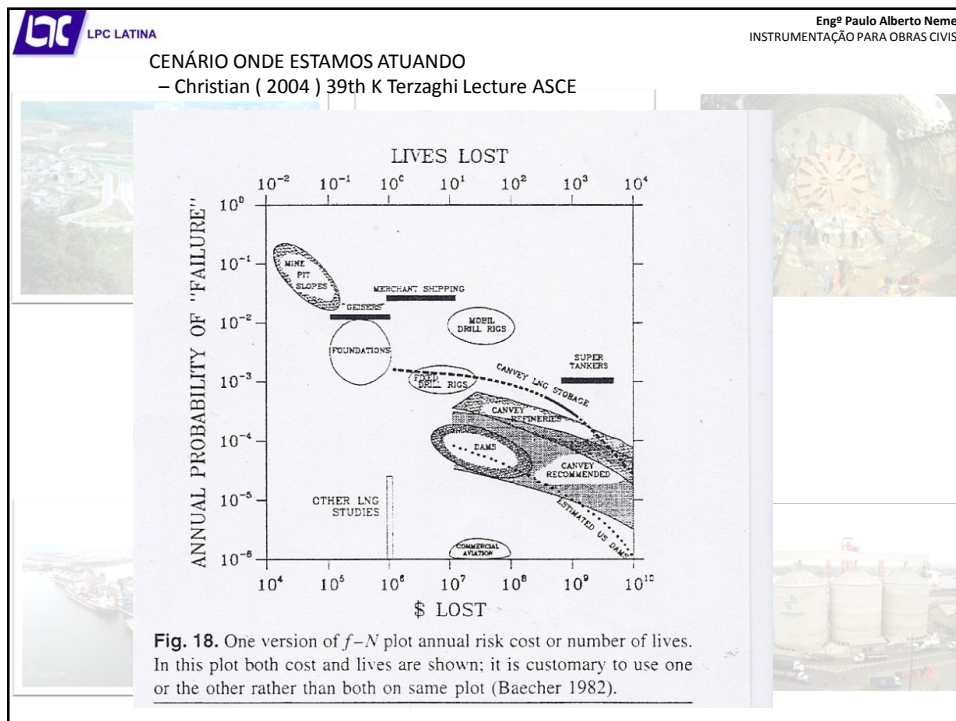 LPC LATINA
Engº Paulo Alberto Neme
INSTRUMENTAÇÃO PARA OBRAS CIVIS
CENÁRIO ONDE ESTAMOS ATUANDO
– Christian ( 2004 ) 39th K Terzaghi Lecture ASCE
LIVES LOST
10⁻² 10⁻¹ 10⁰ 10¹ 10² 10³ 10⁴
ANNUAL PROBABILITY OF "FAILURE"
10⁰
10⁻¹
10⁻²
10⁻³
10⁻⁴
10⁻⁵
10⁻⁶
MINE
PIT
SLOPES
GEISERS
MERCHANT SHIPPING
FOUNDATIONS
MOBIL
DRILL RIGS
FIXED
DRILL RIGS
SUPER
TANKERS
CANVEY LNG STORAGE
CANVEY
REFINERIES
DAMS
CANVEY
RECOMMENDED
OTHER LNG
STUDIES
ESTIMATED US DAMS
COMMERCIAL
AVIATION
10⁴ 10⁵ 10⁶ 10⁷ 10⁸ 10⁹ 10¹⁰
$ LOST
Fig. 18. One version of f–N plot annual risk cost or number of lives.
In this plot both cost and lives are shown; it is customary to use one
or the other rather than both on same plot (Baecher 1982).